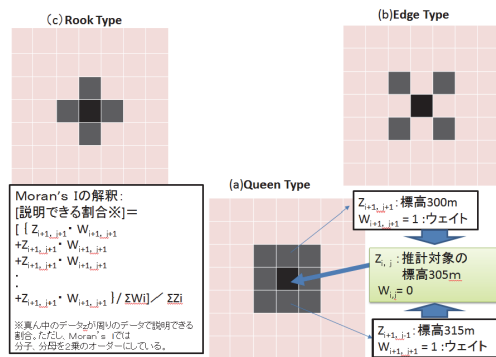 (c)Rook Type
(b)Edge Type
Moran's Iの解釈:
[説明できる割合※]=
[ { Zi+1, j+1・ Wi+1, j+1
+Zi+1, j-1・ Wi+1, j+1
+Zi+1, j+1・ Wi+1, j+1
.
.
+Zi+1, j+1・ Wi+1, j+1 } / ΣWi] / ΣZi
※真ん中のデータzが周りのデータで説明できる
割合。ただし、Moran's Iでは
分子、分母を2乗のオーダーにしている。
(a)Queen Type
Zi+1, j+1: 標高300m
Wi+1, j+1 = 1 :ウェイト
Zi, j : 推計対象の
標高305m
Wi,j= 0
Zi+1, j-1: 標高315m
Wi+1, j+1 = 1 :ウェイト